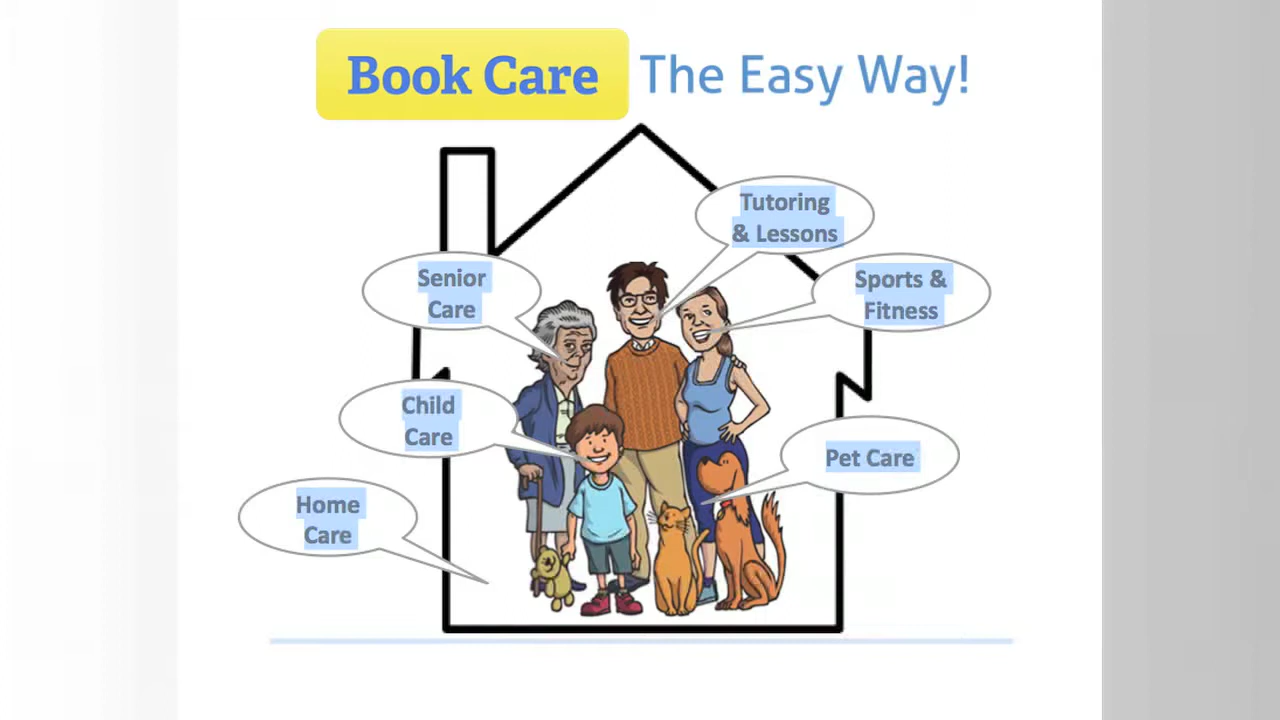 Book Care The Easy Way!
Tutoring
& Lessons
Senior
Care
Sports &
Fitness
Child
Care
Pet Care
Home
Care